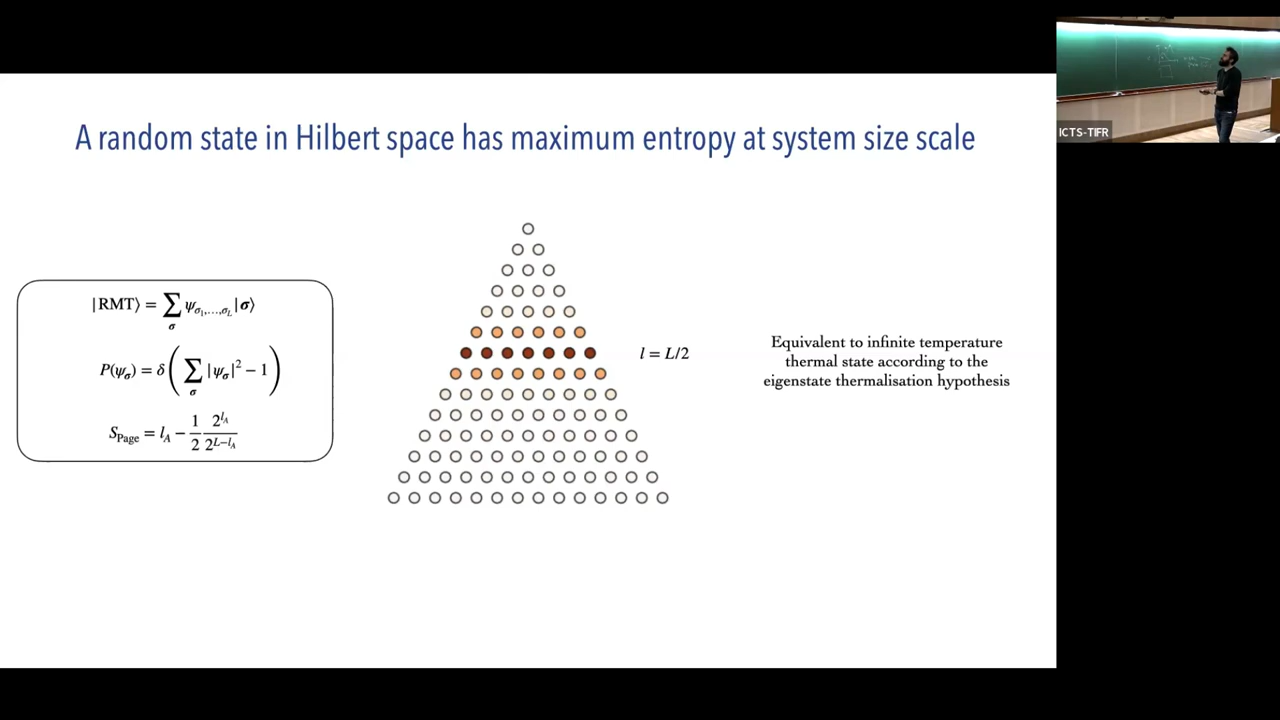 A random state in Hilbert space has maximum entropy at system size scale
|RMT⟩ = ∑_σ ψ_{σ₁,…,σ_L} |σ⟩
P(ψ_σ) = δ(∑_σ |ψ_σ|² − 1)
S_Page = l_A − 1/2 2^{l_A}/2^{L−l_A}
l = L/2
Equivalent to infinite temperature
thermal state according to the
eigenstate thermalisation hypothesis
ICTS-TIFR